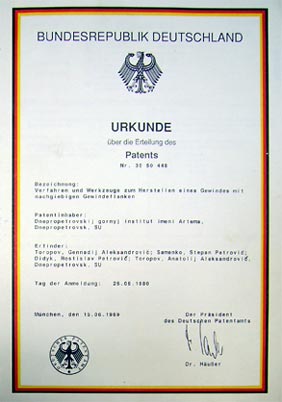 BUNDESREPUBLIK DEUTSCHLAND
URKUNDE
über die Erteilung des
Patents
Nr. 30 50 446
Bezeichnung:
Verfahren und Werkzeuge zum Herstellen eines Gewindes mit
nachgiebigen Gewindeflanken
Patentinhaber:
Dnepropetrovskij gornyj institut imeni Artema,
Dnepropetrovsk, SU
Erfinder:
Toropov, Gennadij Aleksandrovič; Samenko, Stepan Petrovič;
Didyk, Rostislav Petrovič; Toropov, Anatolij Aleksandrovič,
Dnepropetrovsk, SU
Tag der Anmeldung: 26.06.1980
München, den 15.06.1989
Der Präsident
des Deutschen Patentamts
Dr. Häußer